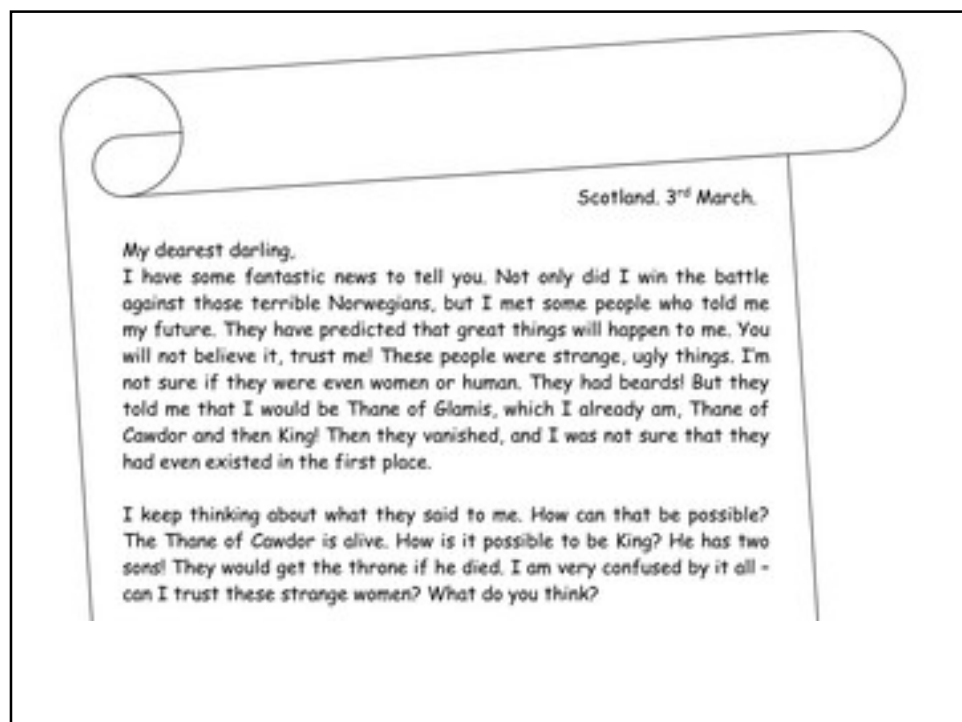 Scotland. 3rd March.
My dearest darling,
I have some fantastic news to tell you. Not only did I win the battle
against those terrible Norwegians, but I met some people who told me
my future. They have predicted that great things will happen to me. You
will not believe it, trust me! These people were strange, ugly things. I'm
not sure if they were even women or human. They had beards! But they
told me that I would be Thane of Glamis, which I already am, Thane of
Cawdor and then King! Then they vanished, and I was not sure that they
had even existed in the first place.
I keep thinking about what they said to me. How can that be possible?
The Thane of Cawdor is alive. How is it possible to be King? He has two
sons! They would get the throne if he died. I am very confused by it all –
can I trust these strange women? What do you think?